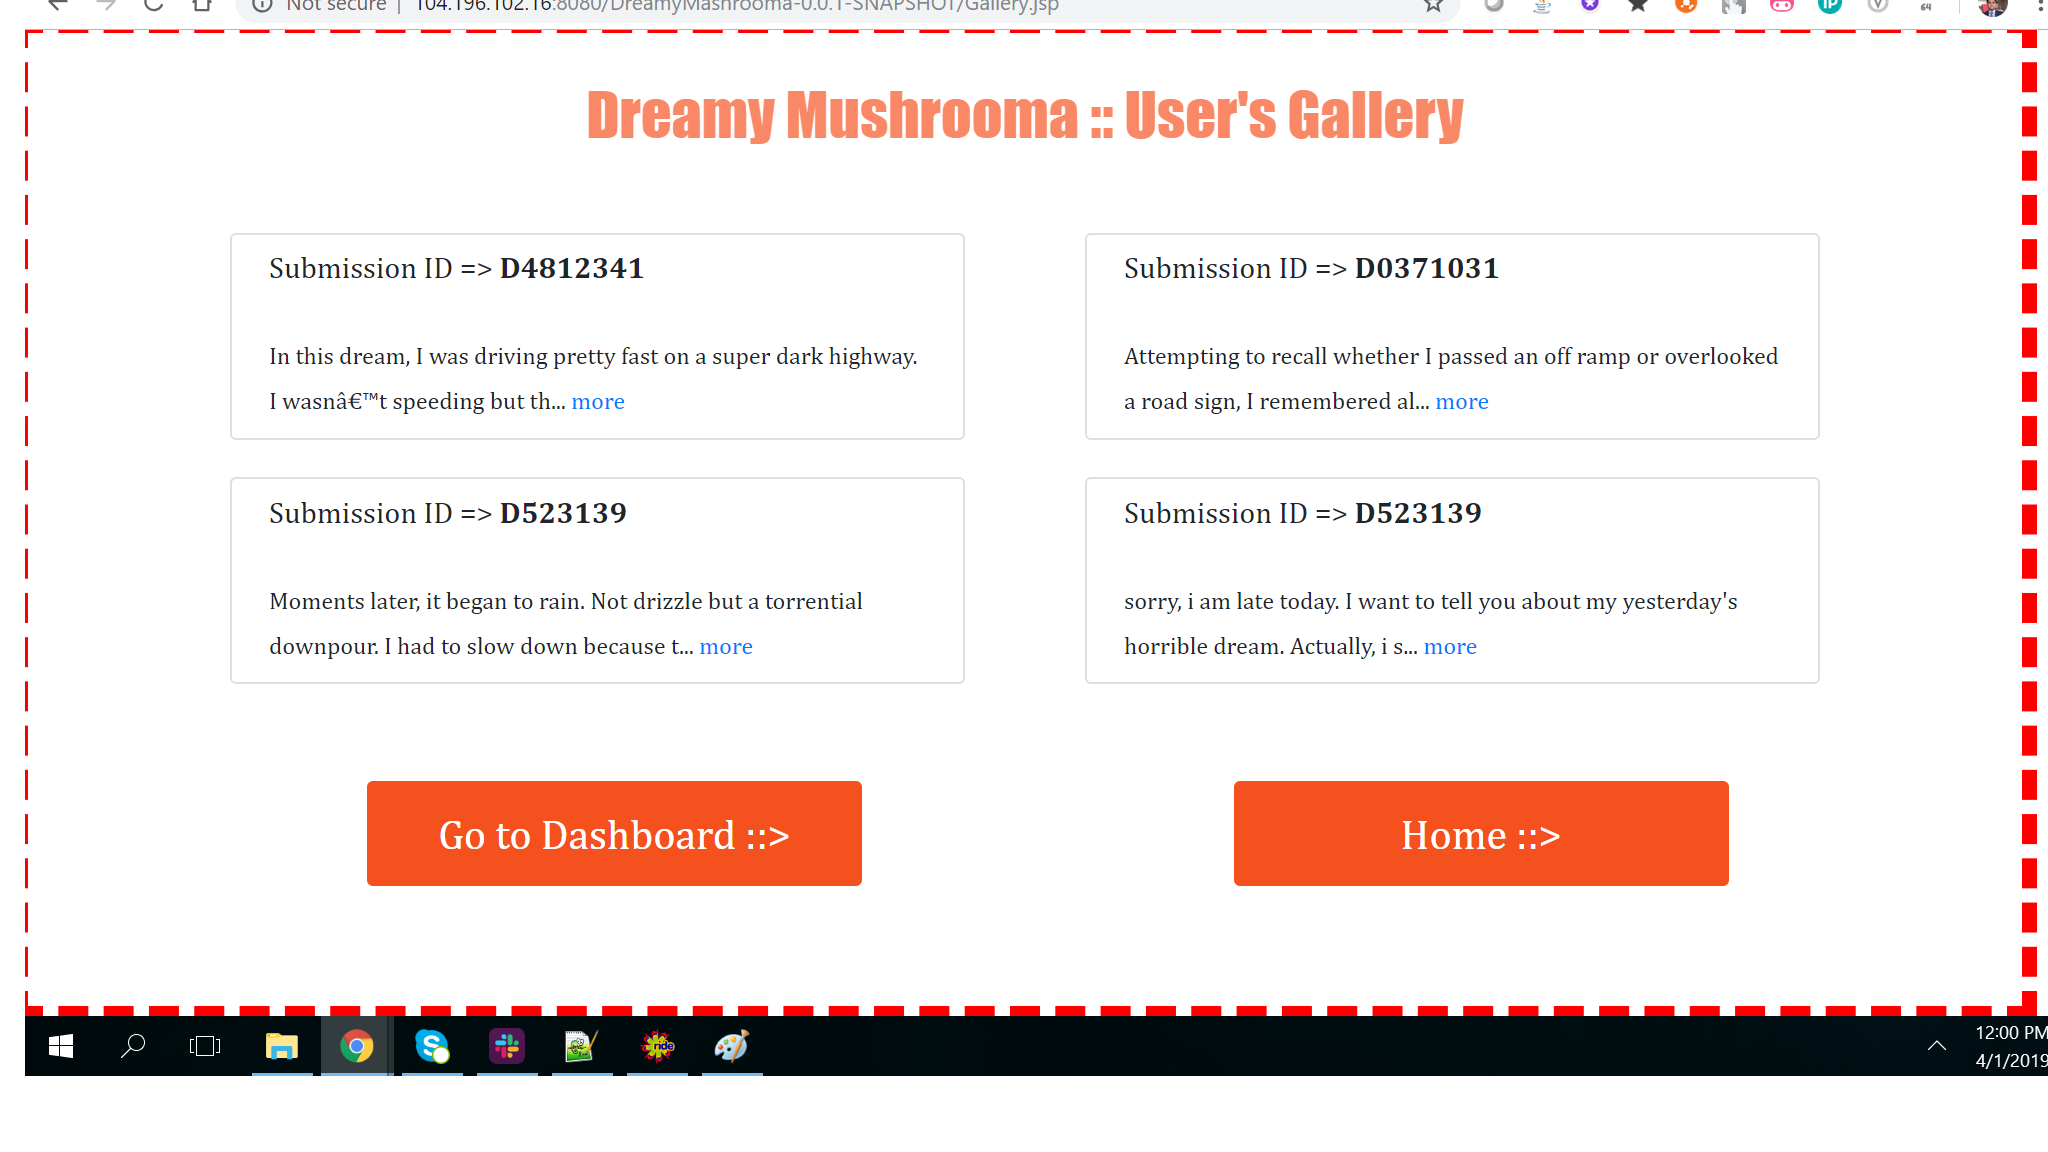 Not secure | 104.196.102.16:8080/DreamyMashrooma-0.0.1-SNAPSHOT/Gallery.jsp
Dreamy Mushrooma :: User's Gallery
Submission ID => D4812341
In this dream, I was driving pretty fast on a super dark highway.
I wasnâ€™t speeding but th... more
Submission ID => D0371031
Attempting to recall whether I passed an off ramp or overlooked
a road sign, I remembered al... more
Submission ID => D523139
Moments later, it began to rain. Not drizzle but a torrential
downpour. I had to slow down because t... more
Submission ID => D523139
sorry, i am late today. I want to tell you about my yesterday's
horrible dream. Actually, i s... more
Go to Dashboard ::>
Home ::>
ride
12:00 PM
4/1/2019